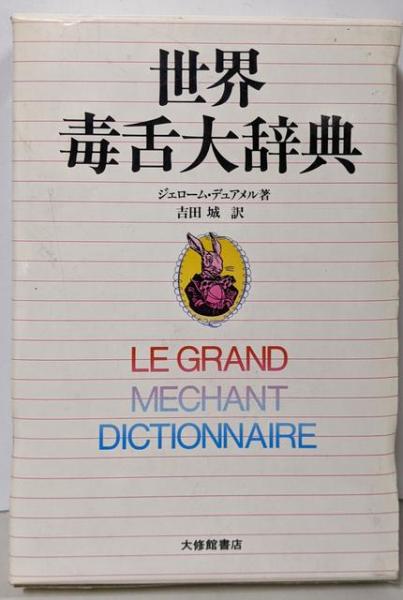 世界
毒舌大辞典
ジェローム・デュアメル著
吉田 城 訳
LE GRAND
MECHANT
DICTIONNAIRE
大修館書店